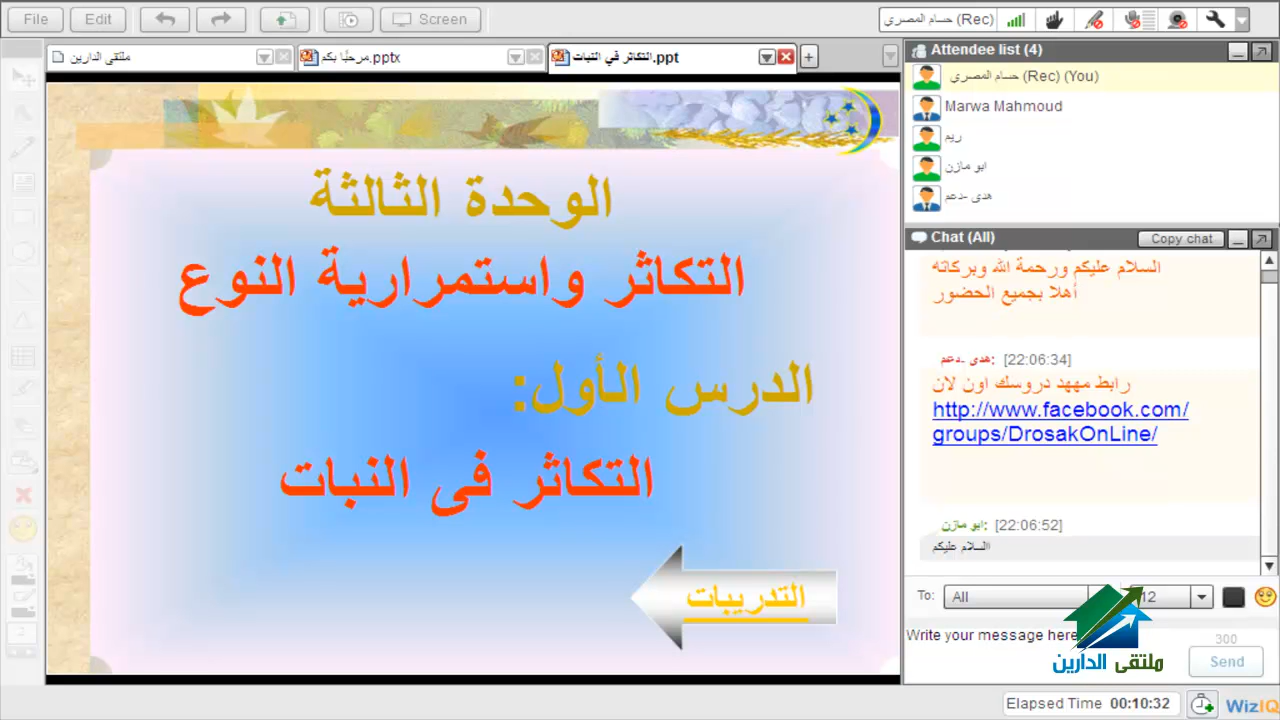 File Edit Screen
حسام المصري (Rec)
ملتقى الدارين
مرحبًا بكم.pptx
التكاثر في النبات.ppt
الوحدة الثالثة
التكاثر واستمرارية النوع
الدرس الأول:
التكاثر فى النبات
التدريبات
Attendee list (4)
حسام المصري (Rec) (You)
Marwa Mahmoud
ريم
ابو مازن
هدى -دعم
Chat (All)
Copy chat
السلام عليكم ورحمة الله وبركاته
أهلا بجميع الحضور
هدى -دعم: [22:06:34]
رابط مههد دروسك اون لان
http://www.facebook.com/
groups/DrosakOnLine/
ابو مازن: [22:06:52]
االسلام عليكم
To: All 12
Write your message here
300
Send
ملتقى الدارين
Elapsed Time 00:10:32
WizIQ